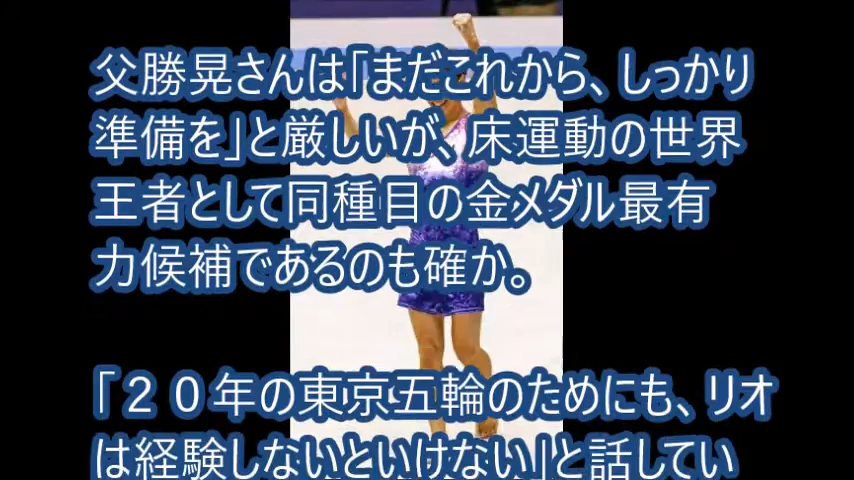 父勝晃さんは「まだこれから、しっかり
準備を」と厳しいが、床運動の世界
王者として同種目の金メダル最有
力候補であるのも確か。
「２０年の東京五輪のためにも、リオ
は経験しないといけない」と話してい